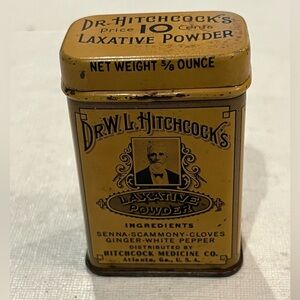 DR. HITCHCOCK'S
Price 10 Cents
LAXATIVE POWDER
NET WEIGHT 5/8 OUNCE
DR. W. L. HITCHCOCK'S
LAXATIVE
POWDER
INGREDIENTS
SENNA-SCAMMONY-CLOVES
GINGER-WHITE PEPPER
DISTRIBUTED BY
HITCHCOCK MEDICINE CO.
Atlanta, Ga., U.S.A.